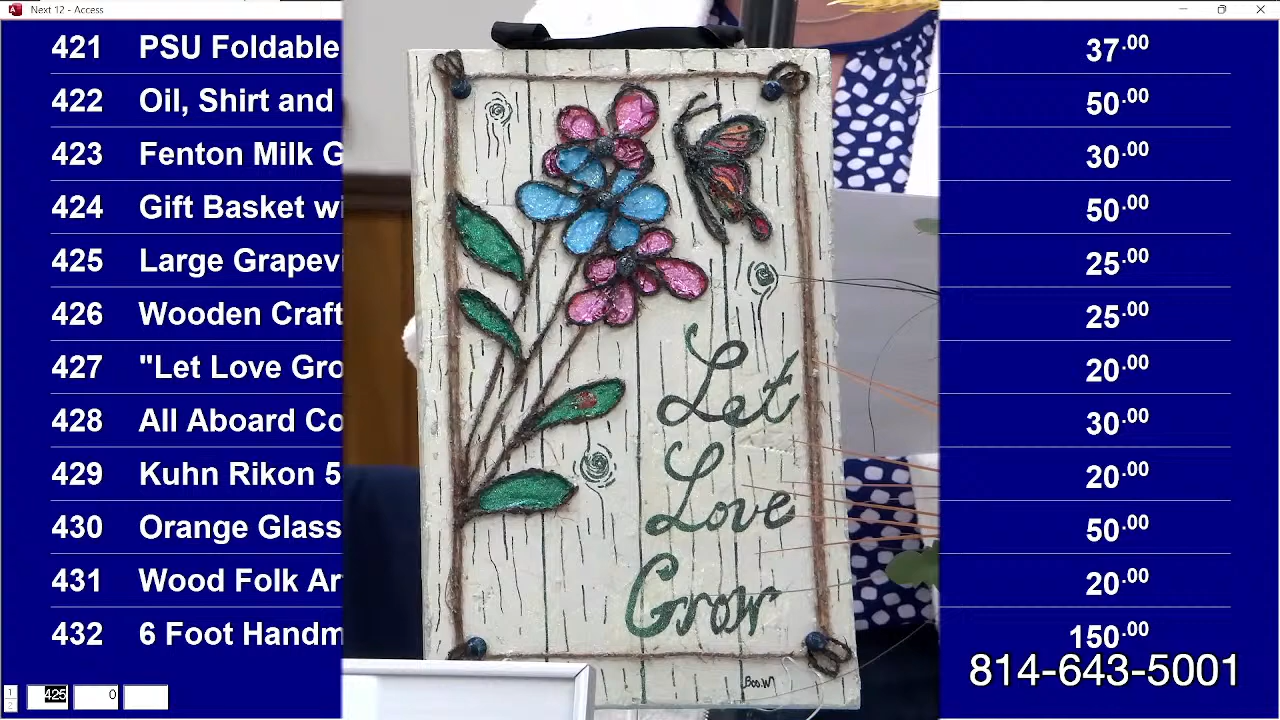 Next 12 - Access
421 PSU Foldable 37.00
422 Oil, Shirt and 50.00
423 Fenton Milk G 30.00
424 Gift Basket wi 50.00
425 Large Grapevi 25.00
426 Wooden Craft 25.00
427 "Let Love Gro 20.00
428 All Aboard Co 30.00
429 Kuhn Rikon 5 20.00
430 Orange Glass 50.00
431 Wood Folk Ar 20.00
432 6 Foot Handm 150.00
Let
Love
Grow
Boo.W
814-643-5001
1
2
425 0